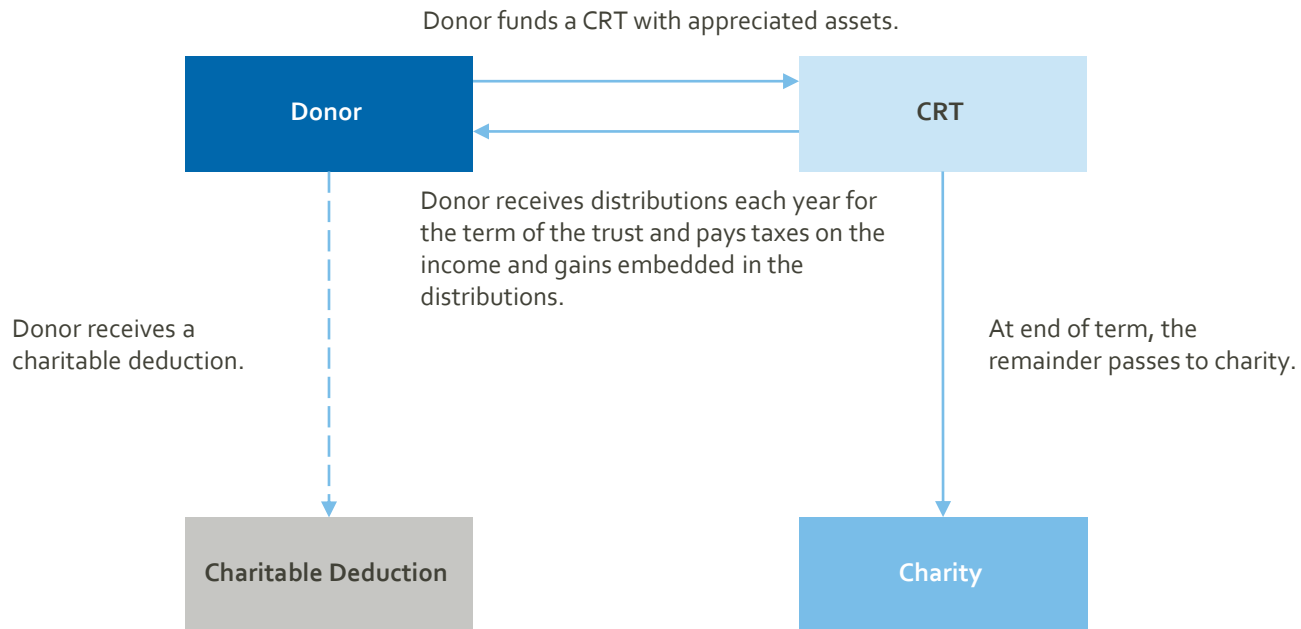 Donor funds a CRT with appreciated assets.
Donor
CRT
Donor receives distributions each year for
the term of the trust and pays taxes on the
income and gains embedded in the
distributions.
Donor receives a
charitable deduction.
At end of term, the
remainder passes to charity.
Charitable Deduction
Charity